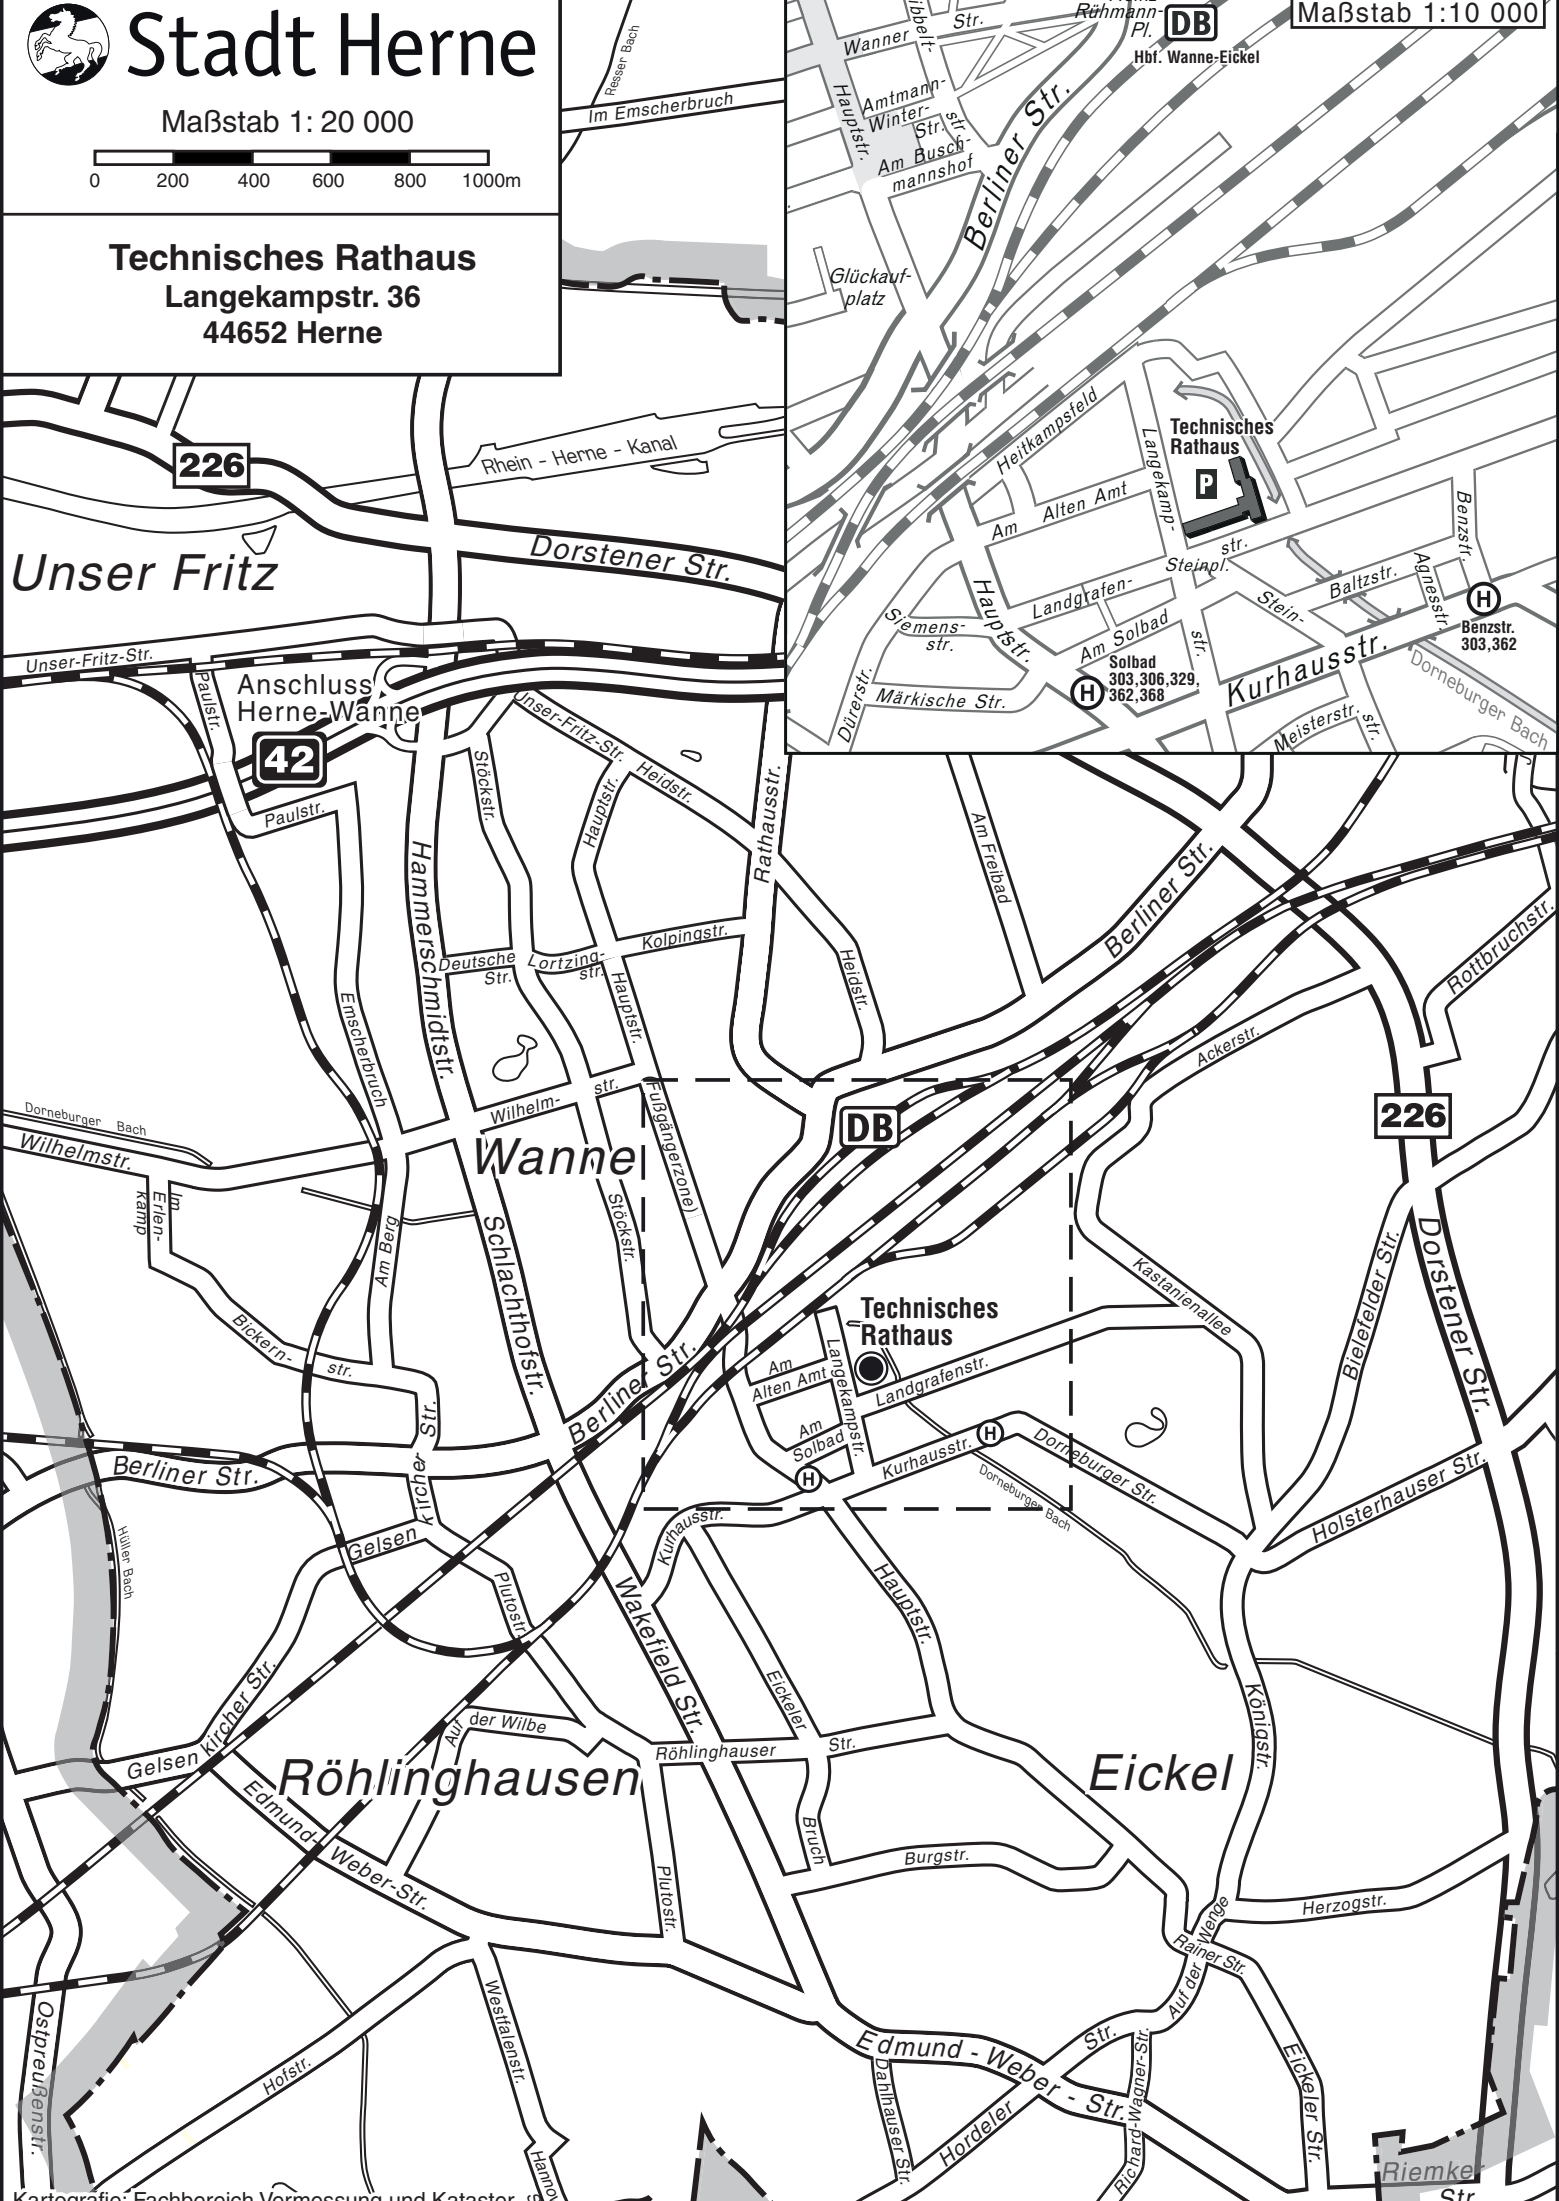 Stadt Herne
Maßstab 1: 20 000
0 200 400 600 800 1000m
Technisches Rathaus
Langekampstr. 36
44652 Herne
Resser Bach
Im Emscherbruch
Maßstab 1:10 000
Rühmann-
Pl.
DB
Hbf. Wanne-Eickel
Wanner
Str.
Hauptstr.
Amtmann-
Winter-
Str.
str.
Am Busch-
mannshof
Berliner Str.
Glückauf-
platz
Heitkampsfeld
Technisches
Rathaus
P
Langekamp-
str.
Am Alten Amt
Steinpl.
str.
Landgrafen-
Hauptstr.
Siemens-
str.
Am Solbad
Stein-
Baltzstr.
Agnesstr.
Benzstr.
H
Benzstr.
303,362
Solbad
303,306,329,
362,368
H
Kurhausstr.
Dorneburger Bach
Dürerstr.
Märkische Str.
Meisterstr.
str.
226
Rhein - Herne - Kanal
Unser Fritz
Dorstener Str.
Unser-Fritz-Str.
Paulstr.
Anschluss
Herne-Wanne
42
Paulstr.
Unser-Fritz-Str.
Stöckstr.
Hauptstr.
Heidstr.
Rathausstr.
Am Freibad
Berliner Str.
Hammerschmidtstr.
Deutsche
Str.
Lortzing-
str.
Kolpingstr.
Heidstr.
Hauptstr.
Emscherbruch
Rottbruchstr.
Ackerstr.
226
Dorneburger Bach
Wilhelmstr.
Wilhelm-
str.
Fußgängerzone)
DB
Wanne
Im
Erlen-
kamp
Am Berg
Stöckstr.
Schlachthofstr.
Bickern-
str.
Kastanienallee
Bielefelder Str.
Dorstener Str.
Technisches
Rathaus
Am
Alten Amt
Langekampstr.
Landgrafenstr.
Am
Solbad
Berliner Str.
H
Kurhausstr.
H
Dorneburger Str.
Dorneburger Bach
Berliner Str.
Gelsen
kircher Str.
Holsterhauser Str.
Hüller Bach
Kurhausstr.
Plutostr.
Wakefield Str.
Hauptstr.
Eickeler
Str.
Königstr.
Gelsen kircher Str.
Auf der Wilbe
Röhlinghauser
Röhlinghausen
Eickel
Edmund-
Weber-Str.
Bruch
Burgstr.
Plutostr.
Herzogstr.
Auf der Wenge
Rainer Str.
Ostpreußenstr.
Westfalenstr.
Hofstr.
Edmund - Weber - Str.
Dahlhauser Str.
Hordeler
Str.
Richard-Wagner-Str.
Eickeler Str.
Riemker
Str.
Kartografie: Fachbereich Vermessung und Kataster